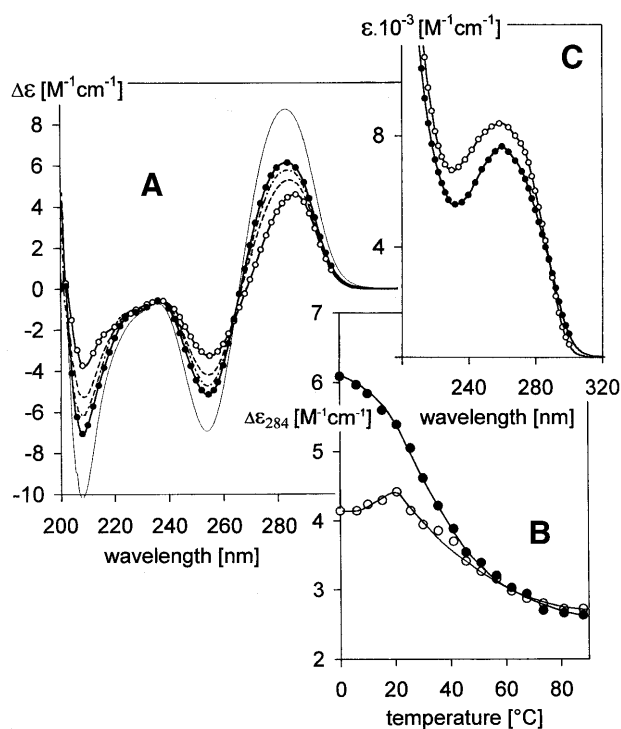 Δε [M⁻¹cm⁻¹]
A
8
6
4
2
0
-2
-4
-6
-8
-10
200 220 240 260 280
wavelength [nm]
ε.10⁻³ [M⁻¹cm⁻¹]
C
8
4
200 240 280 320
wavelength [nm]
7
6
Δε₂₈₄ [M⁻¹cm⁻¹]
5
4
B
3
2
0 20 40 60 80
temperature [°C]